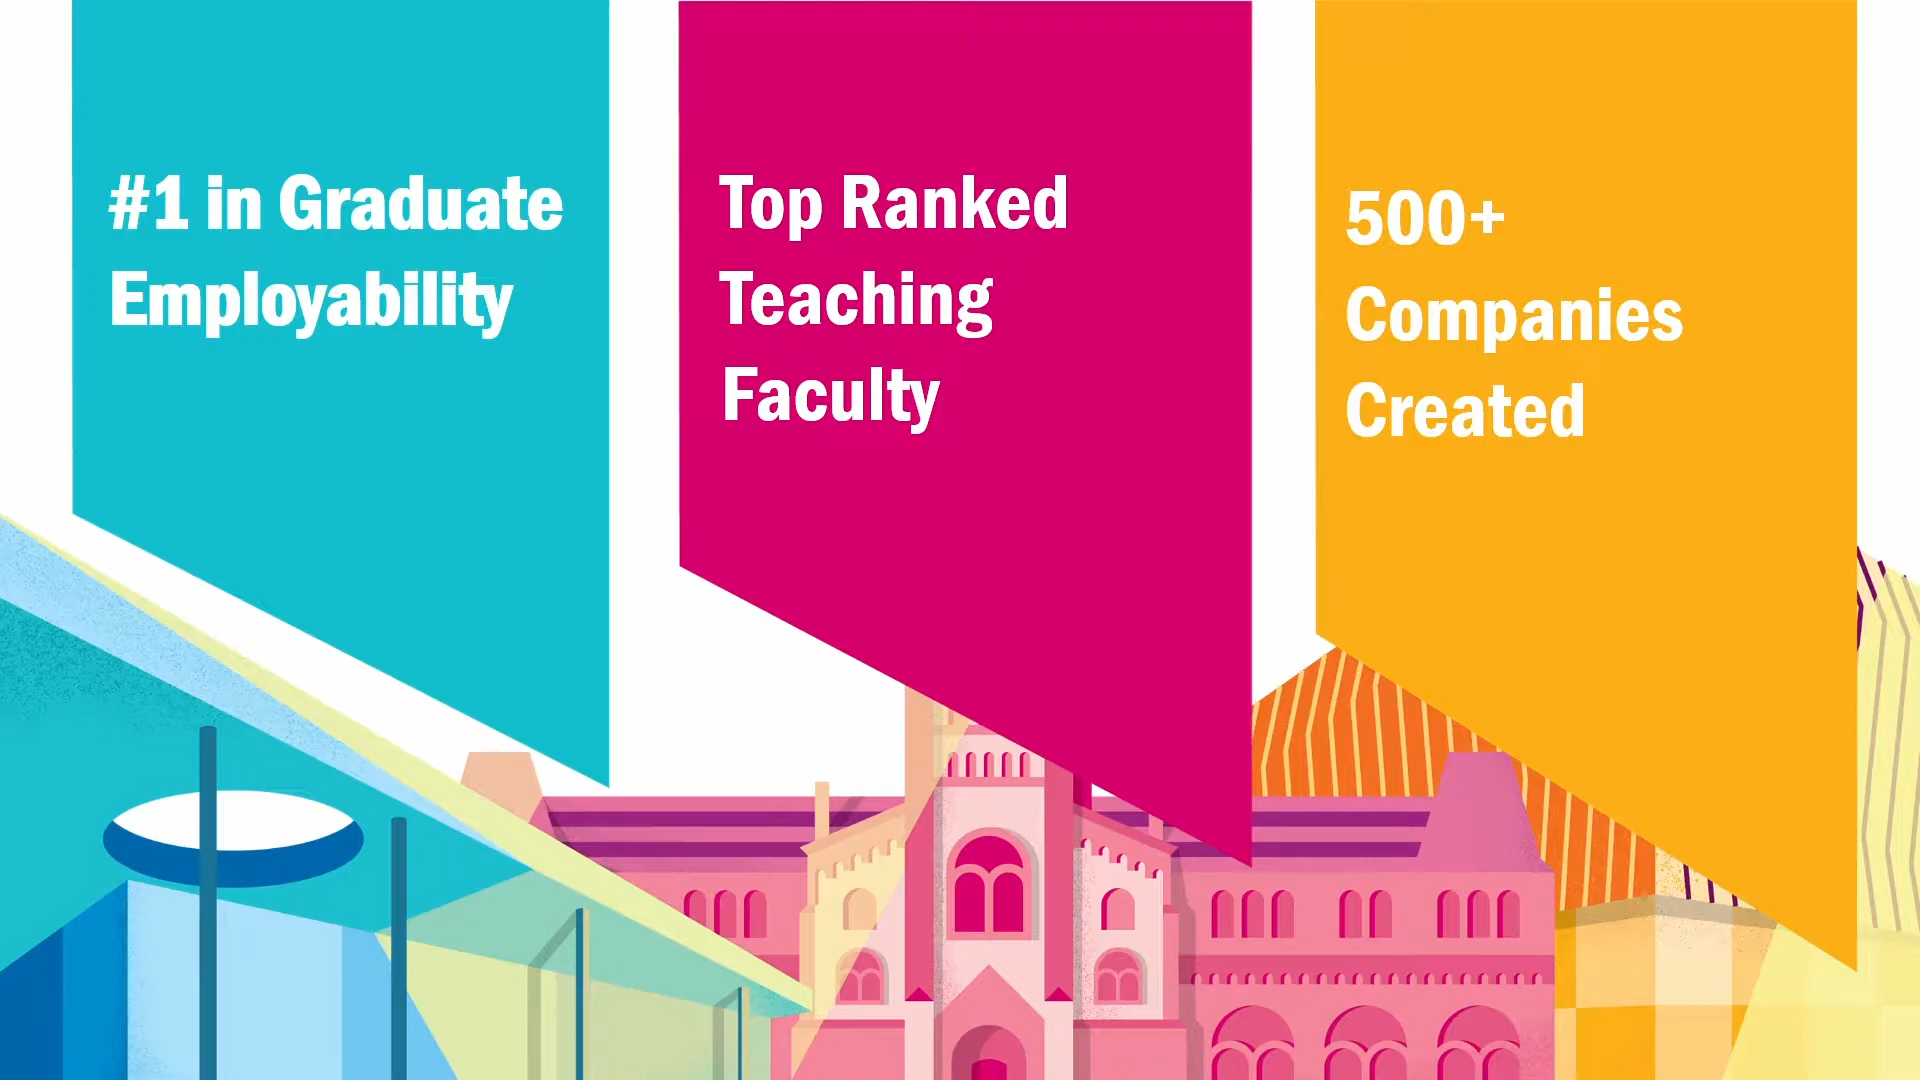 #1 in Graduate
Employability
Top Ranked
Teaching
Faculty
500+
Companies
Created